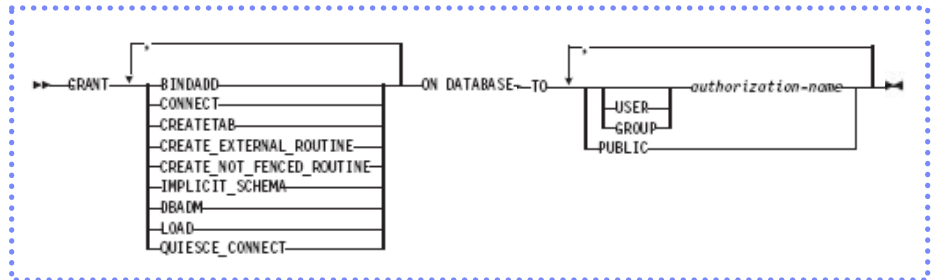 , ,
GRANT BINDADD ON DATABASE TO authorization-name
CONNECT USER
CREATETAB GROUP
CREATE_EXTERNAL_ROUTINE PUBLIC
CREATE_NOT_FENCED_ROUTINE
IMPLICIT_SCHEMA
DBADM
LOAD
QUIESCE_CONNECT